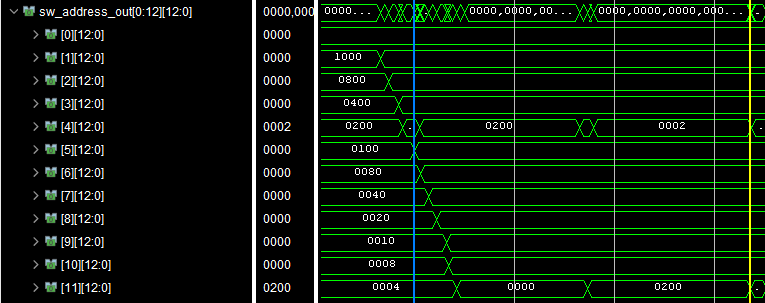 sw_address_out[0:12][12:0] 0000,000 0000... 0000,0000,00... 0000,0000,0000,000...
[0][12:0] 0000
[1][12:0] 0000 1000
[2][12:0] 0000 0800
[3][12:0] 0000 0400
[4][12:0] 0002 0200 . 0200 0002 .
[5][12:0] 0000 0100
[6][12:0] 0000 0080
[7][12:0] 0000 0040
[8][12:0] 0000 0020
[9][12:0] 0000 0010
[10][12:0] 0000 0008
[11][12:0] 0200 0004 0000 0200 .